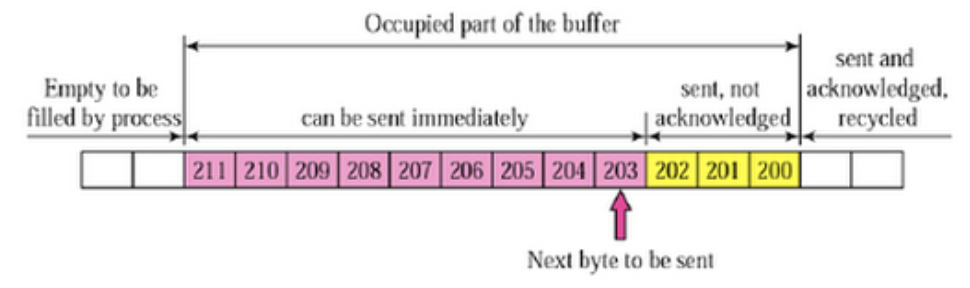 Occupied part of the buffer
sent and
acknowledged,
recycled
Empty to be
filled by process
can be sent immediately
sent, not
acknowledged
211 210 209 208 207 206 205 204 203 202 201 200
Next byte to be sent